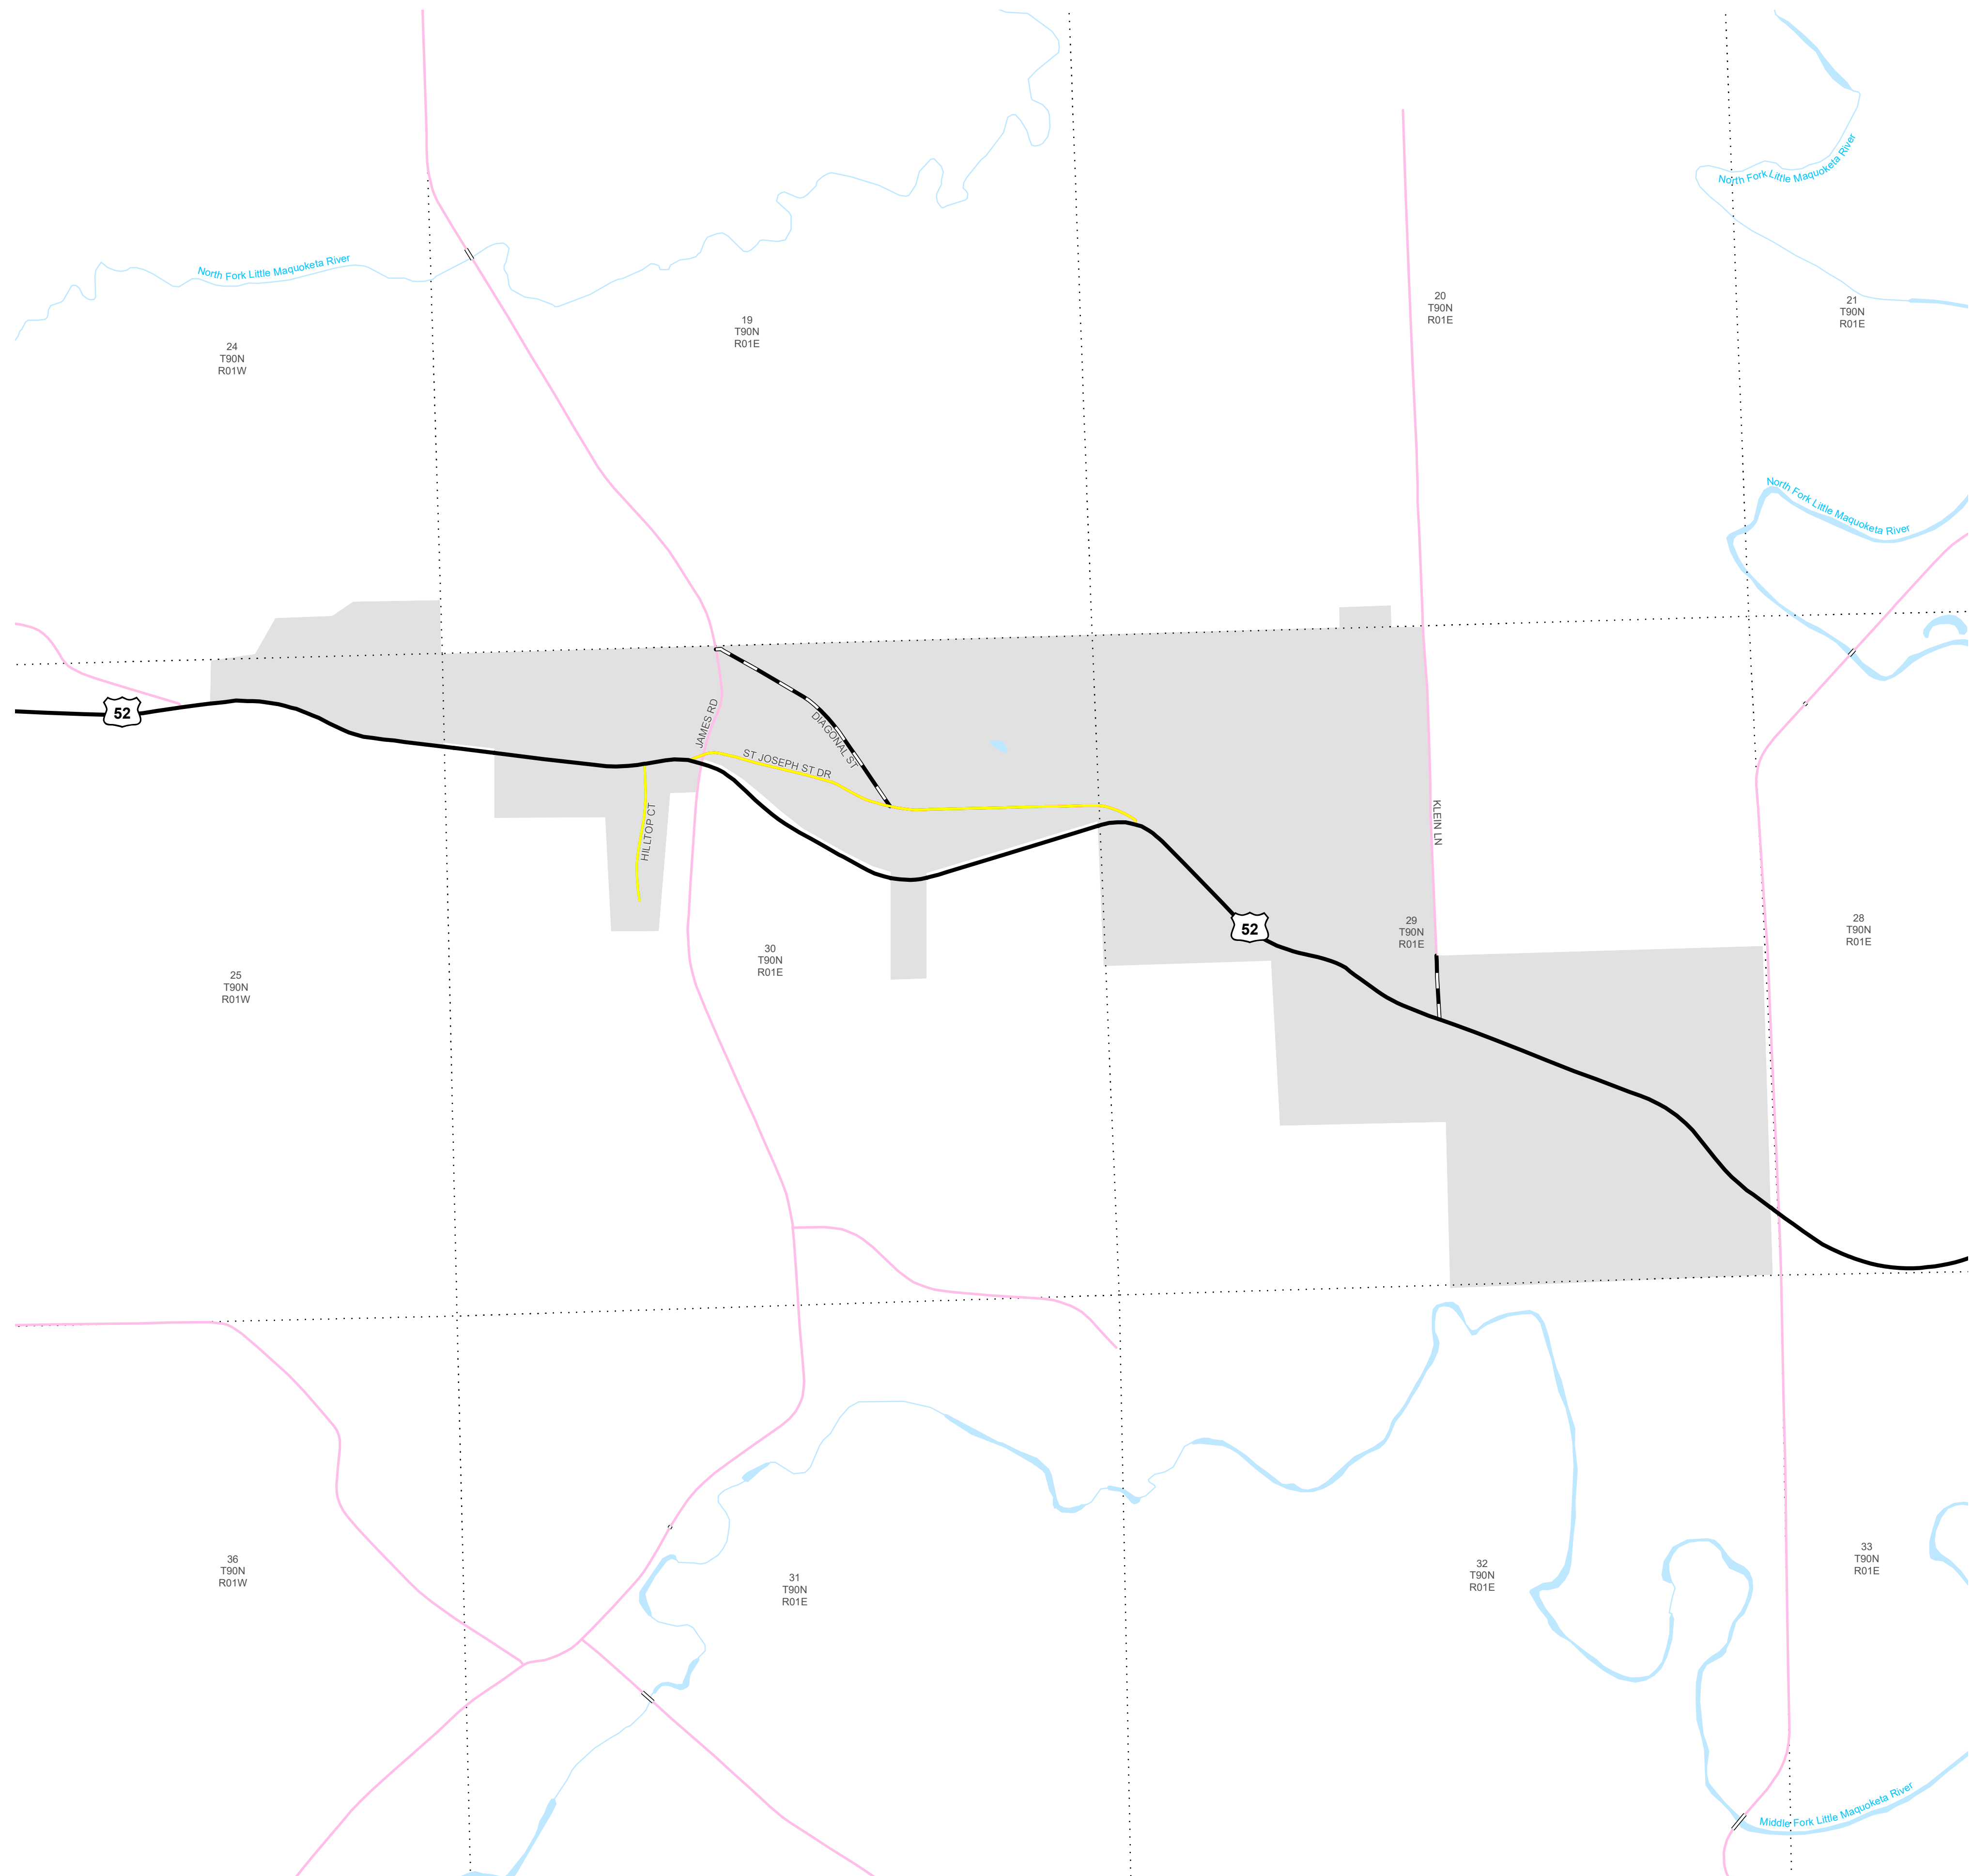 North Fork Little Maquoketa River
North Fork Little Maquoketa River
20
T90N
R01E
21
T90N
R01E
19
T90N
R01E
24
T90N
R01W
North Fork Little Maquoketa River
52
JAMES RD
DIAGONAL ST
ST JOSEPH ST DR
HILLTOP CT
KLEIN LN
52
29
T90N
R01E
28
T90N
R01E
30
T90N
R01E
25
T90N
R01W
36
T90N
R01W
31
T90N
R01E
32
T90N
R01E
33
T90N
R01E
Middle Fork Little Maquoketa River